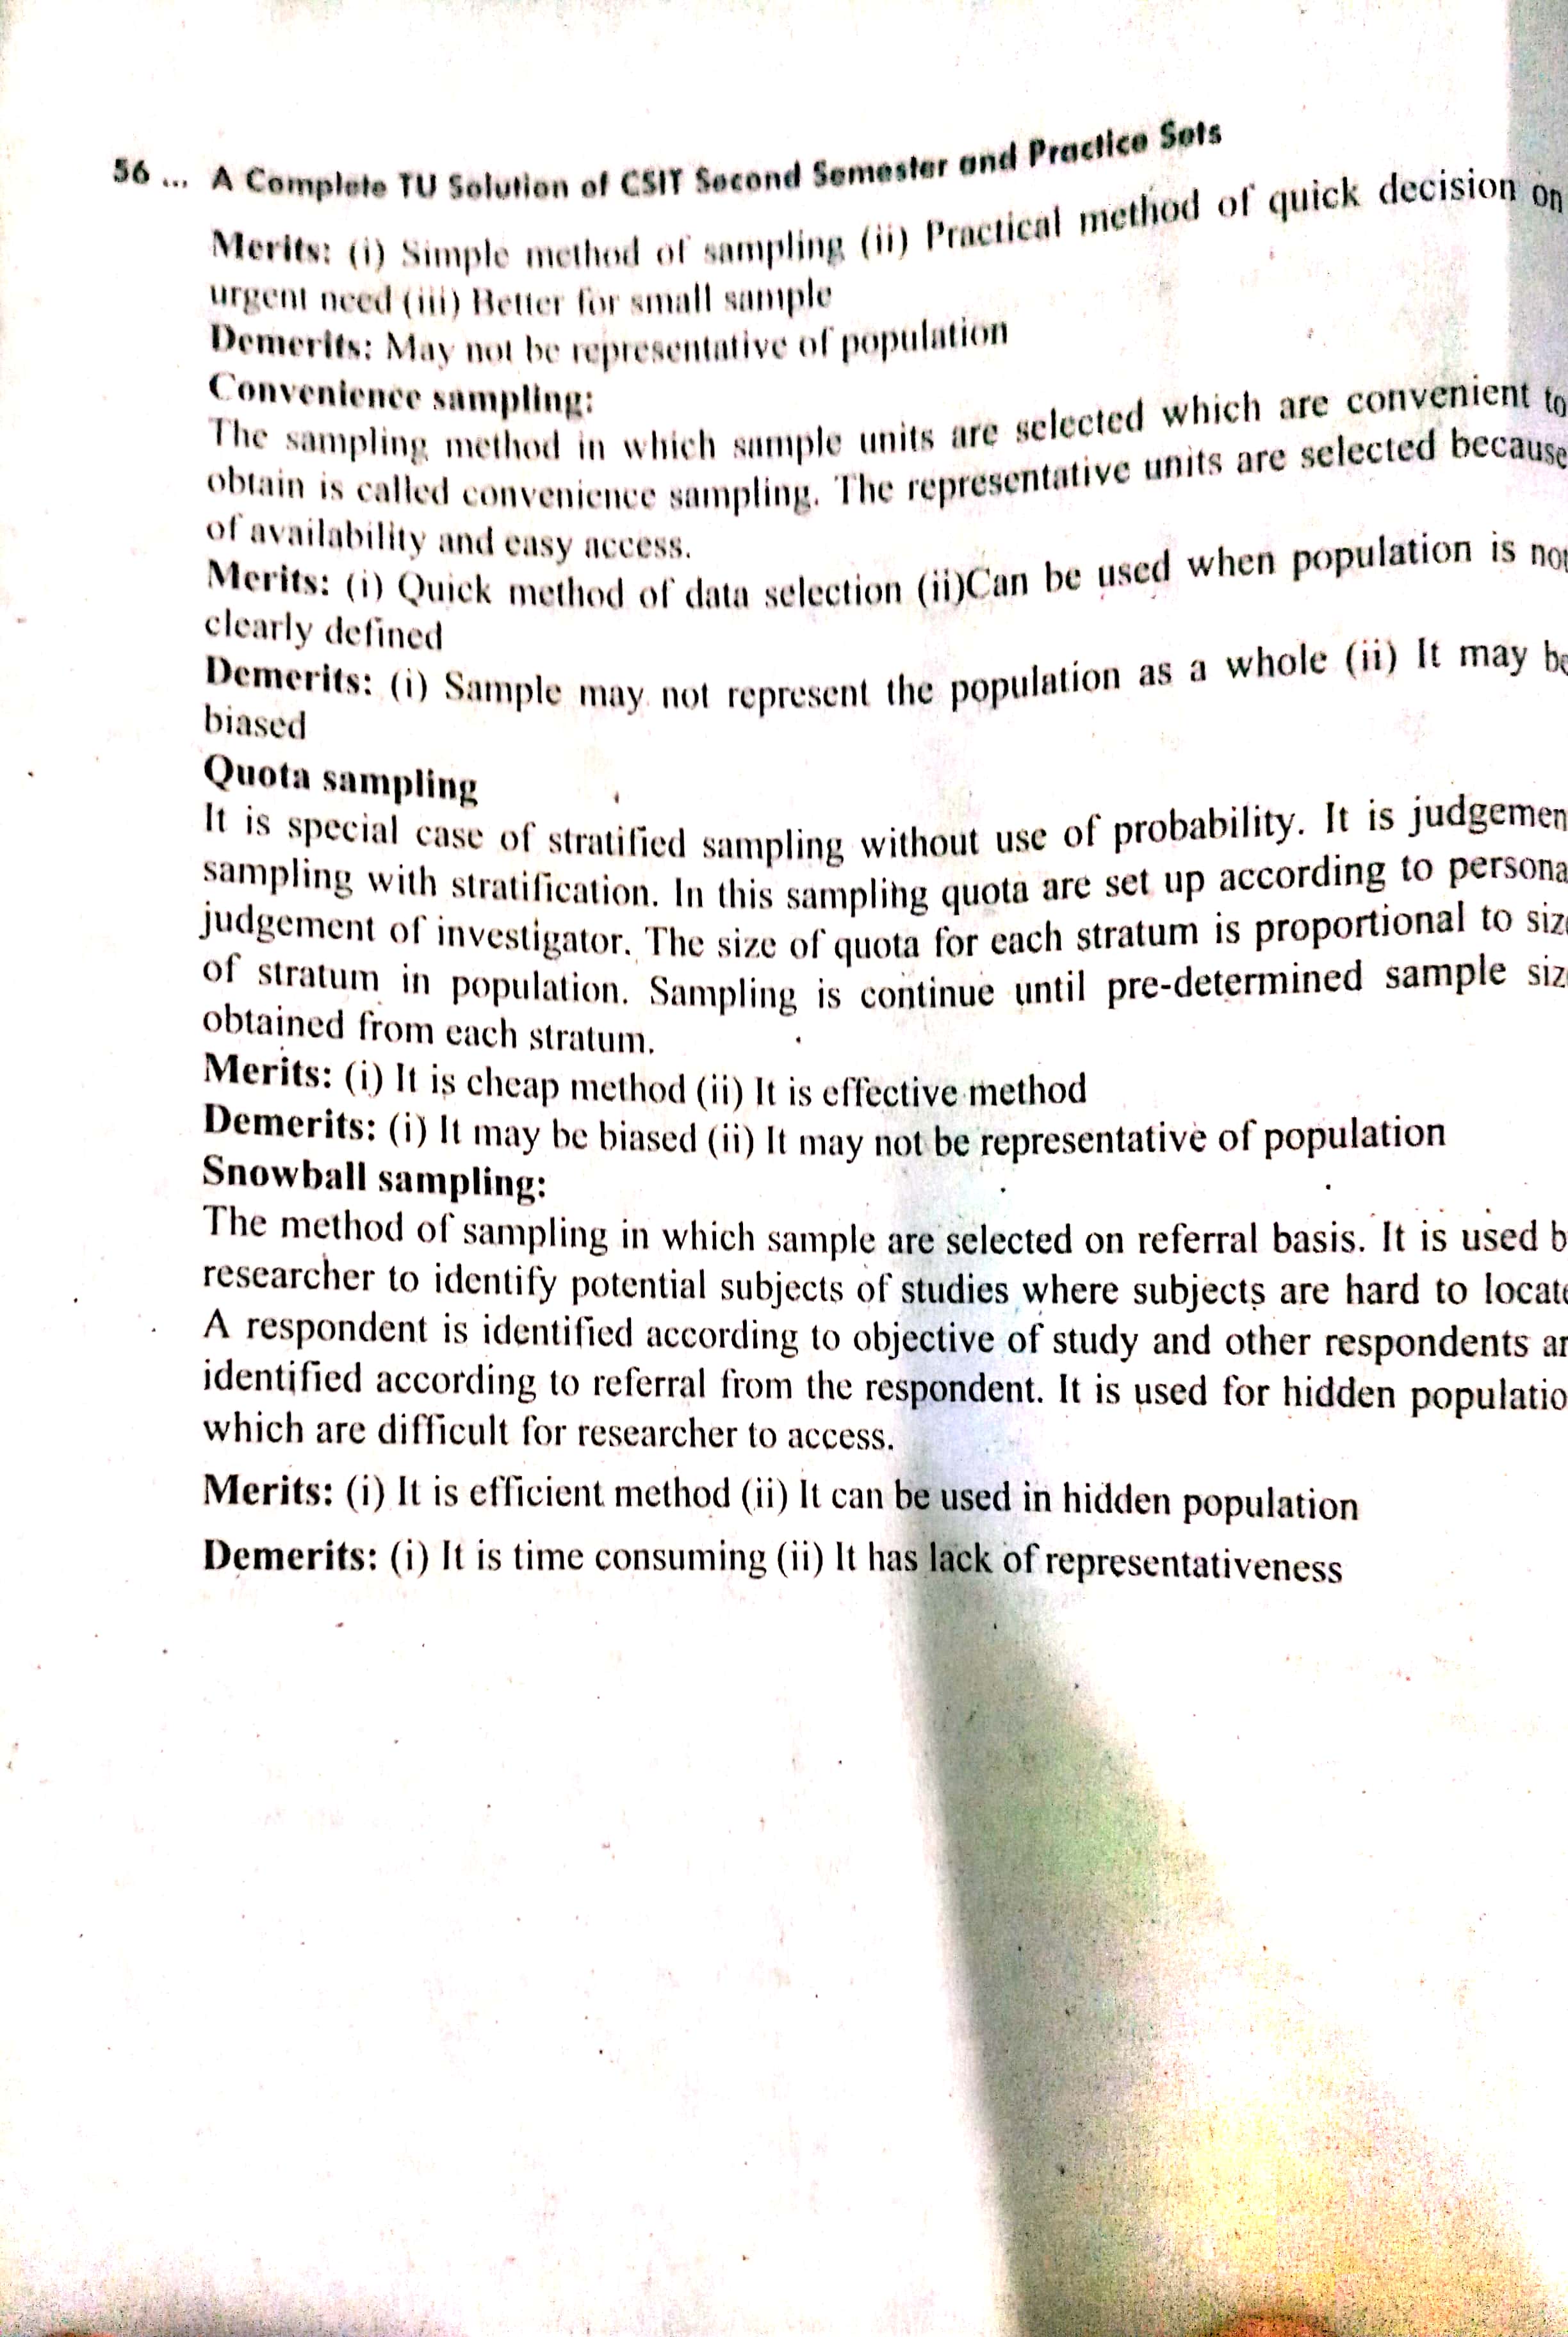 56 ... A Complete TU Solution of CSIT Second Semester and Practice Sets
Merits: (i) Simple method of sampling (ii) Practical method of quick decision on
urgent need (iii) Better for small sample
Demerits: May not be representative of population
Convenience sampling:
The sampling method in which sample units are selected which are convenient to
obtain is called convenience sampling. The representative units are selected because
of availability and easy access.
Merits: (i) Quick method of data selection (ii)Can be used when population is not
clearly defined
Demerits: (i) Sample may not represent the population as a whole (ii) It may be
biased
Quota sampling
It is special case of stratified sampling without use of probability. It is judgemen
sampling with stratification. In this sampling quota are set up according to persona
judgement of investigator. The size of quota for each stratum is proportional to siz
of stratum in population. Sampling is continue until pre-determined sample siz
obtained from each stratum.
Merits: (i) It is cheap method (ii) It is effective method
Demerits: (i) It may be biased (ii) It may not be representative of population
Snowball sampling:
The method of sampling in which sample are selected on referral basis. It is used b
researcher to identify potential subjects of studies where subjects are hard to locate
A respondent is identified according to objective of study and other respondents ar
identified according to referral from the respondent. It is used for hidden populatio
which are difficult for researcher to access.
Merits: (i) It is efficient method (ii) It can be used in hidden population
Demerits: (i) It is time consuming (ii) It has lack of representativeness